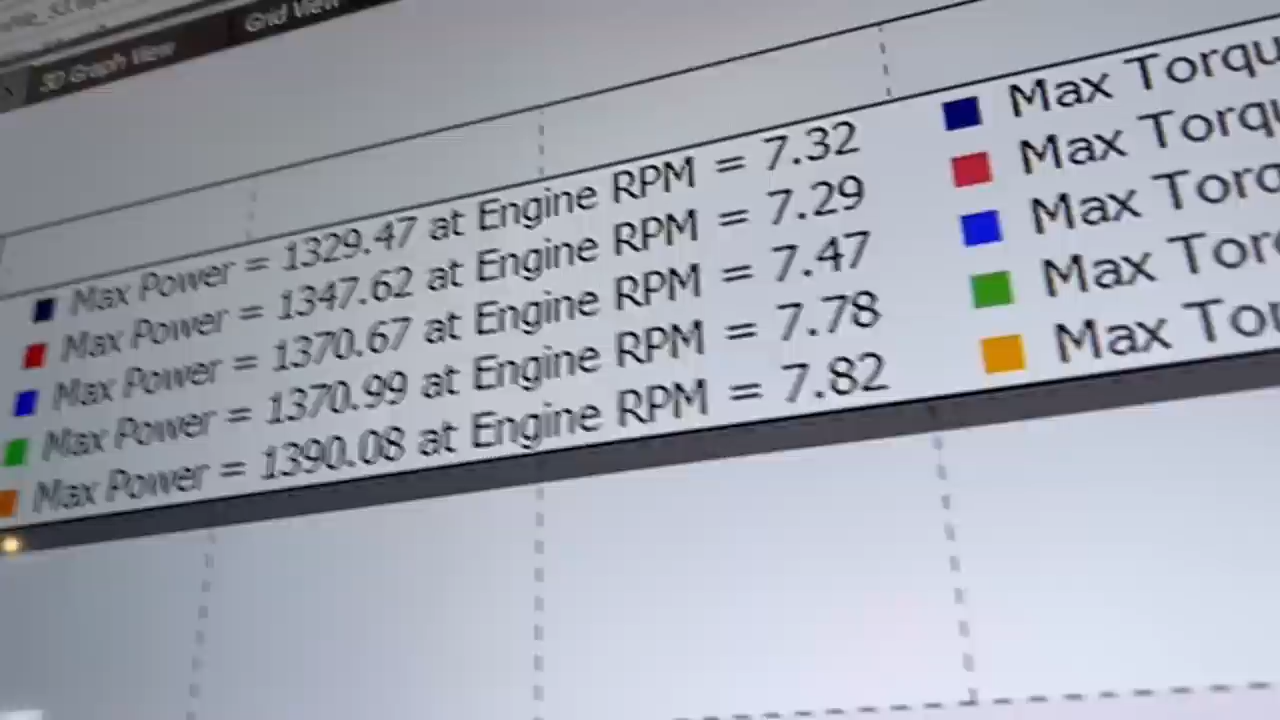 3D Graph View
Grid View
Max Power = 1329.47 at Engine RPM = 7.32
Max Power = 1347.62 at Engine RPM = 7.29
Max Power = 1370.67 at Engine RPM = 7.47
Max Power = 1370.99 at Engine RPM = 7.78
Max Power = 1390.08 at Engine RPM = 7.82
Max Torqu
Max Torqu
Max Torq
Max Torq
Max Tor